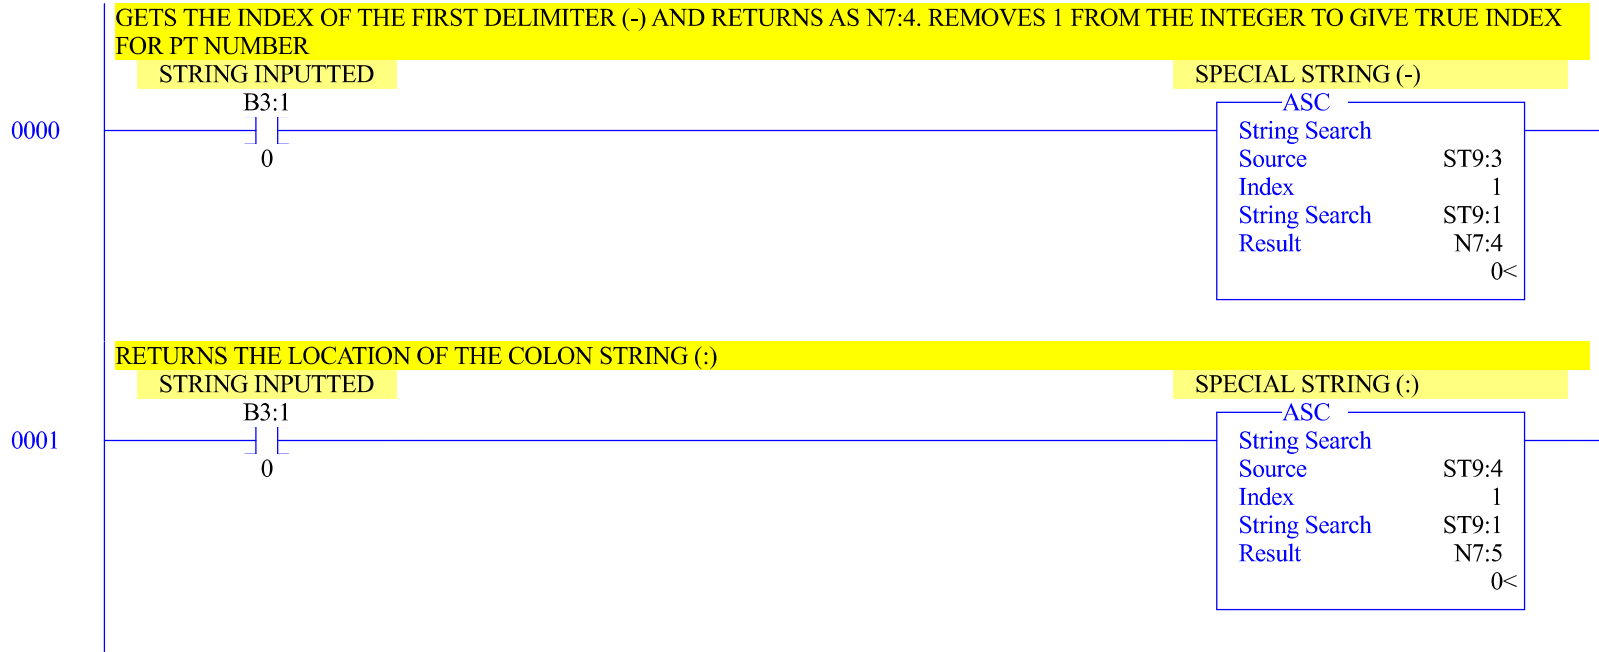 GETS THE INDEX OF THE FIRST DELIMITER (-) AND RETURNS AS N7:4. REMOVES 1 FROM THE INTEGER TO GIVE TRUE INDEX
FOR PT NUMBER
STRING INPUTTED
SPECIAL STRING (-)
B3:1
ASC
0000
String Search
0
Source ST9:3
Index 1
String Search ST9:1
Result N7:4
0<
RETURNS THE LOCATION OF THE COLON STRING (:)
STRING INPUTTED
SPECIAL STRING (:)
B3:1
ASC
0001
String Search
0
Source ST9:4
Index 1
String Search ST9:1
Result N7:5
0<